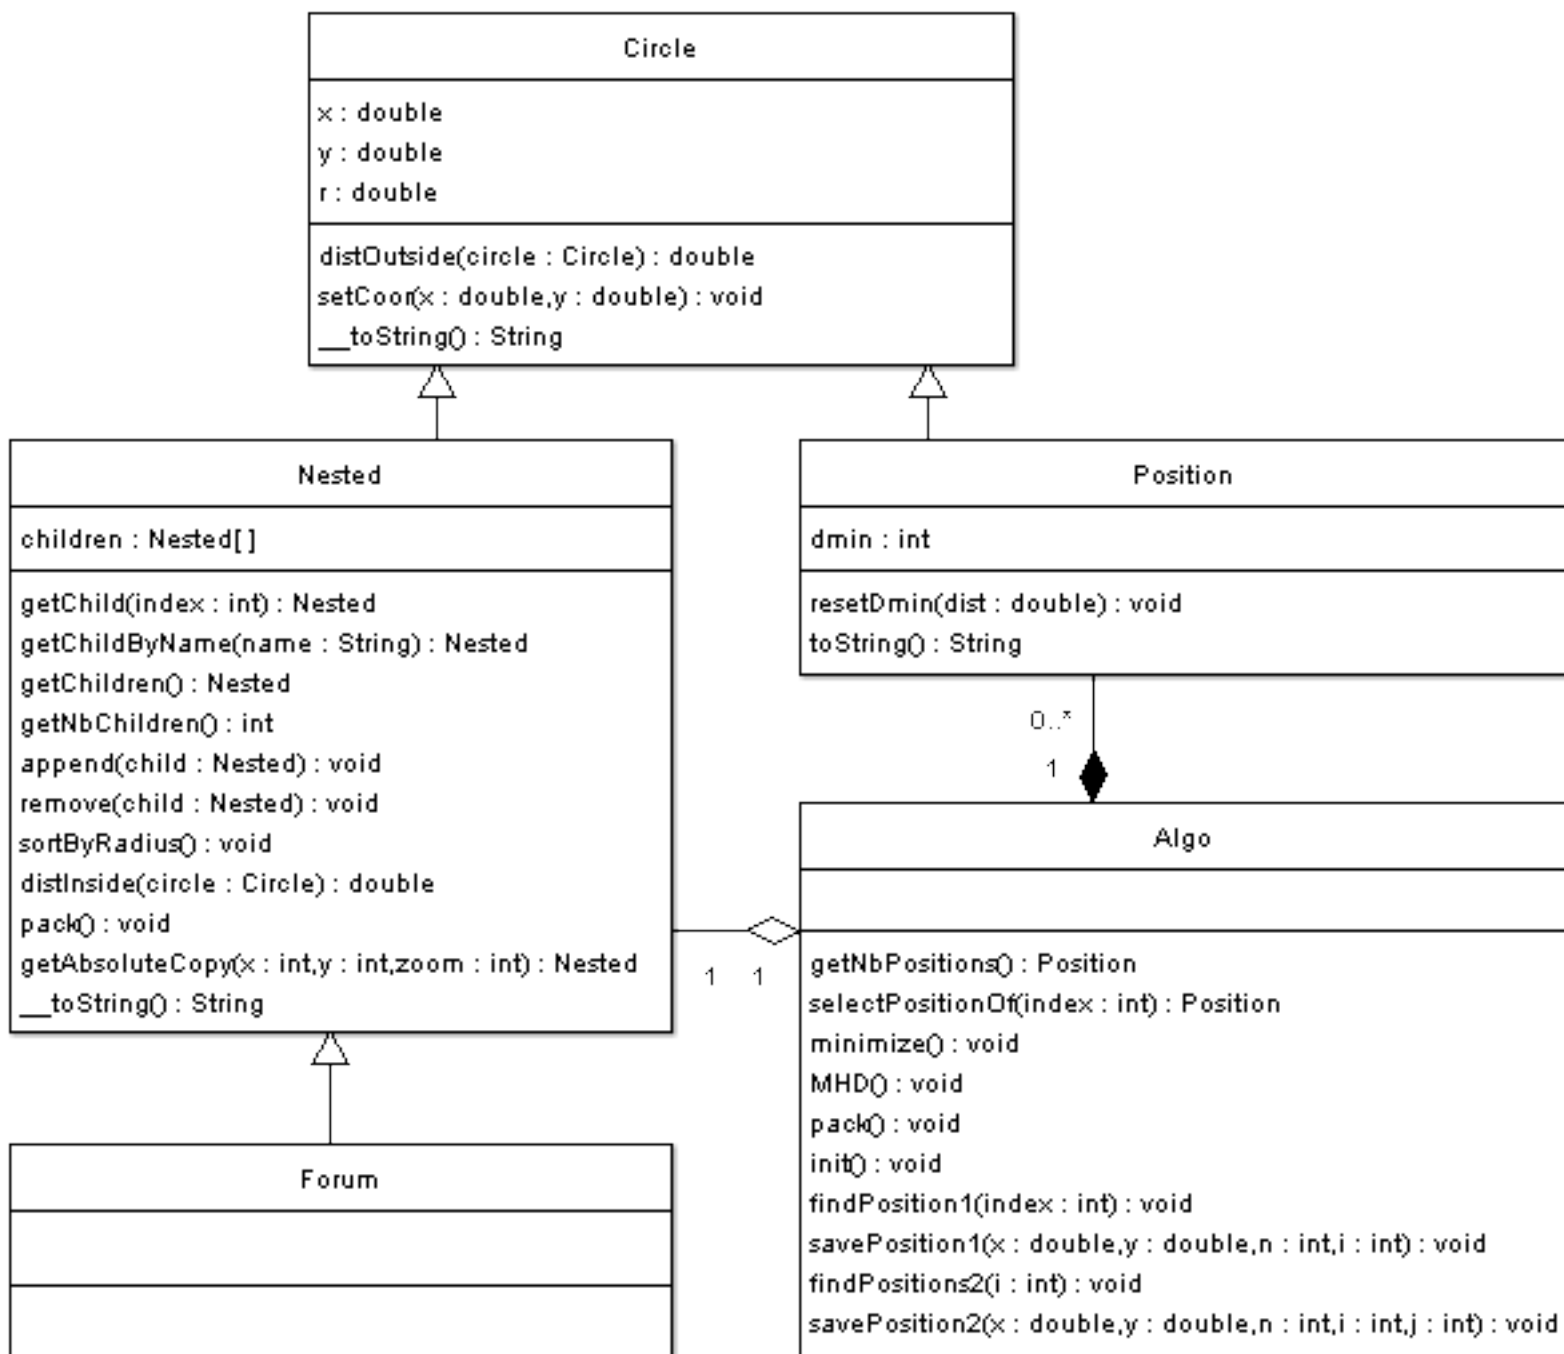 Circle
x : double
y : double
r : double
distOutside(circle : Circle) : double
setCoor(x : double,y : double) : void
__toString() : String
Nested
children : Nested[ ]
getChild(index : int) : Nested
getChildByName(name : String) : Nested
getChildren() : Nested
getNbChildren() : int
append(child : Nested) : void
remove(child : Nested) : void
sortByRadius() : void
distInside(circle : Circle) : double
pack() : void
getAbsoluteCopy(x : int,y : int,zoom : int) : Nested
__toString() : String
Position
dmin : int
resetDmin(dist : double) : void
toString() : String
0..*
1
1 1
Algo
getNbPositions() : Position
selectPositionOf(index : int) : Position
minimize() : void
MHD() : void
pack() : void
init() : void
findPosition1(index : int) : void
savePosition1(x : double,y : double,n : int,i : int) : void
findPositions2(i : int) : void
savePosition2(x : double,y : double,n : int,i : int,j : int) : void
Forum